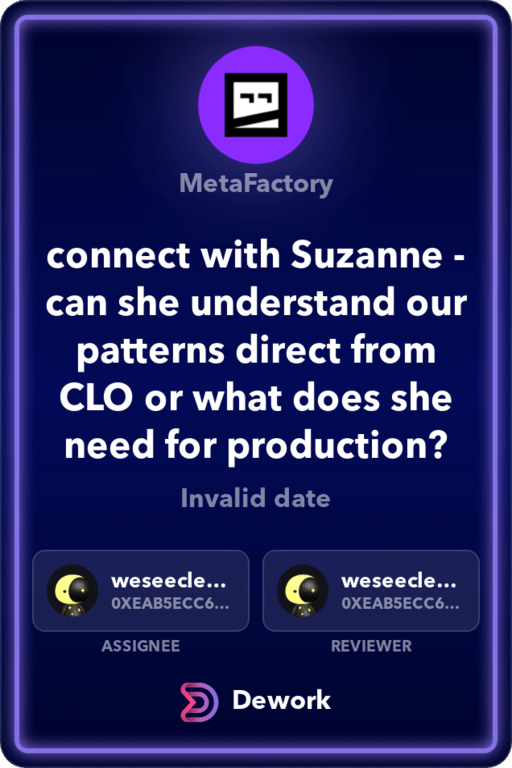 MetaFactory
connect with Suzanne -
can she understand our
patterns direct from
CLO or what does she
need for production?
Invalid date
weseecle...
0XEAB5ECC6...
ASSIGNEE
weseecle...
0XEAB5ECC6...
REVIEWER
Dework